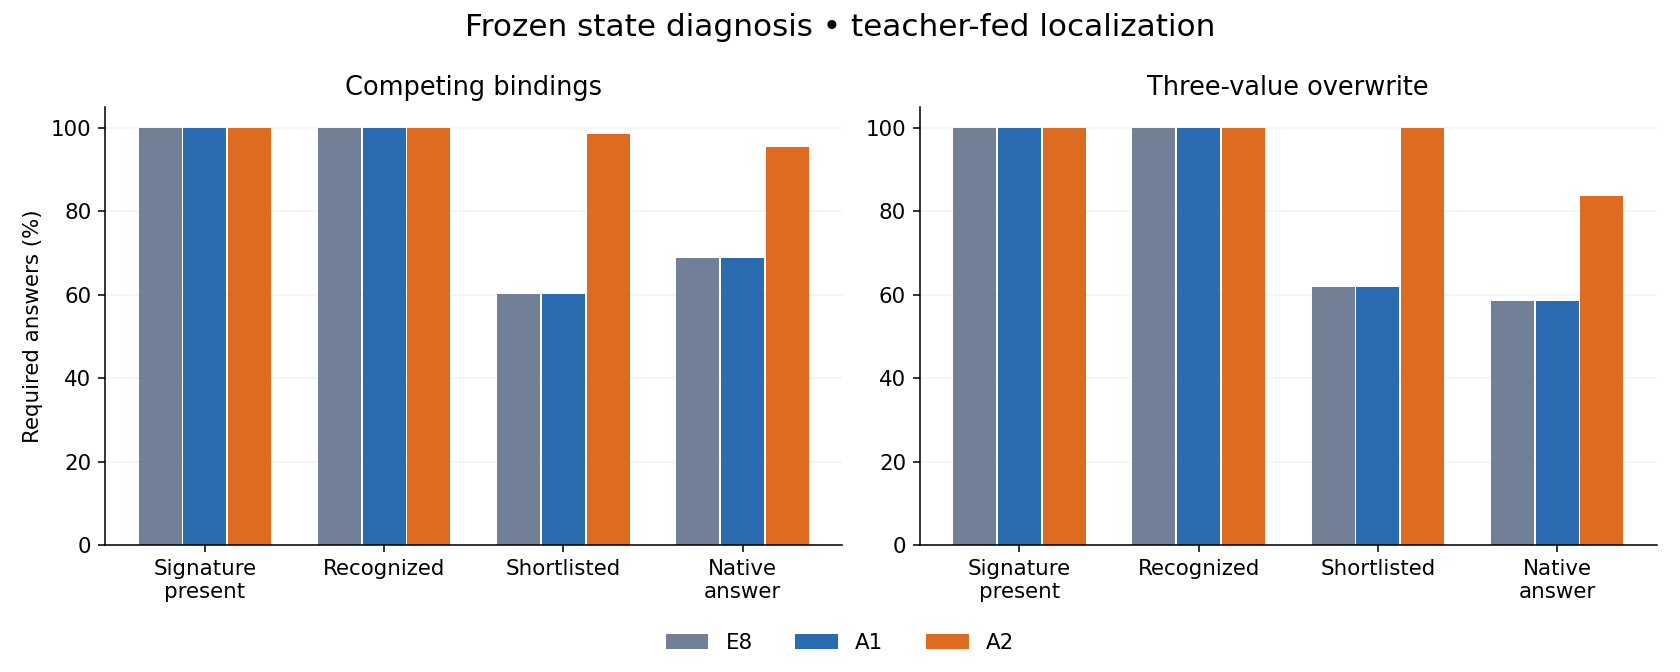 Frozen state diagnosis • teacher-fed localization
Competing bindings
Required answers (%)
100
80
60
40
20
0
Signature
present
Recognized
Shortlisted
Native
answer
Three-value overwrite
100
80
60
40
20
0
Signature
present
Recognized
Shortlisted
Native
answer
E8
A1
A2